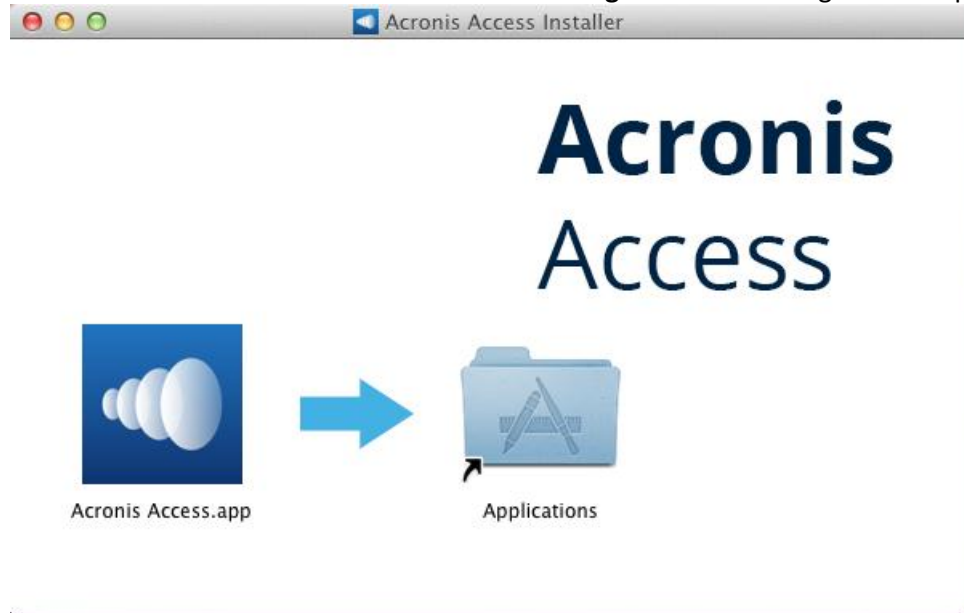 Acronis Access Installer
Acronis
Access
Acronis Access.app
Applications